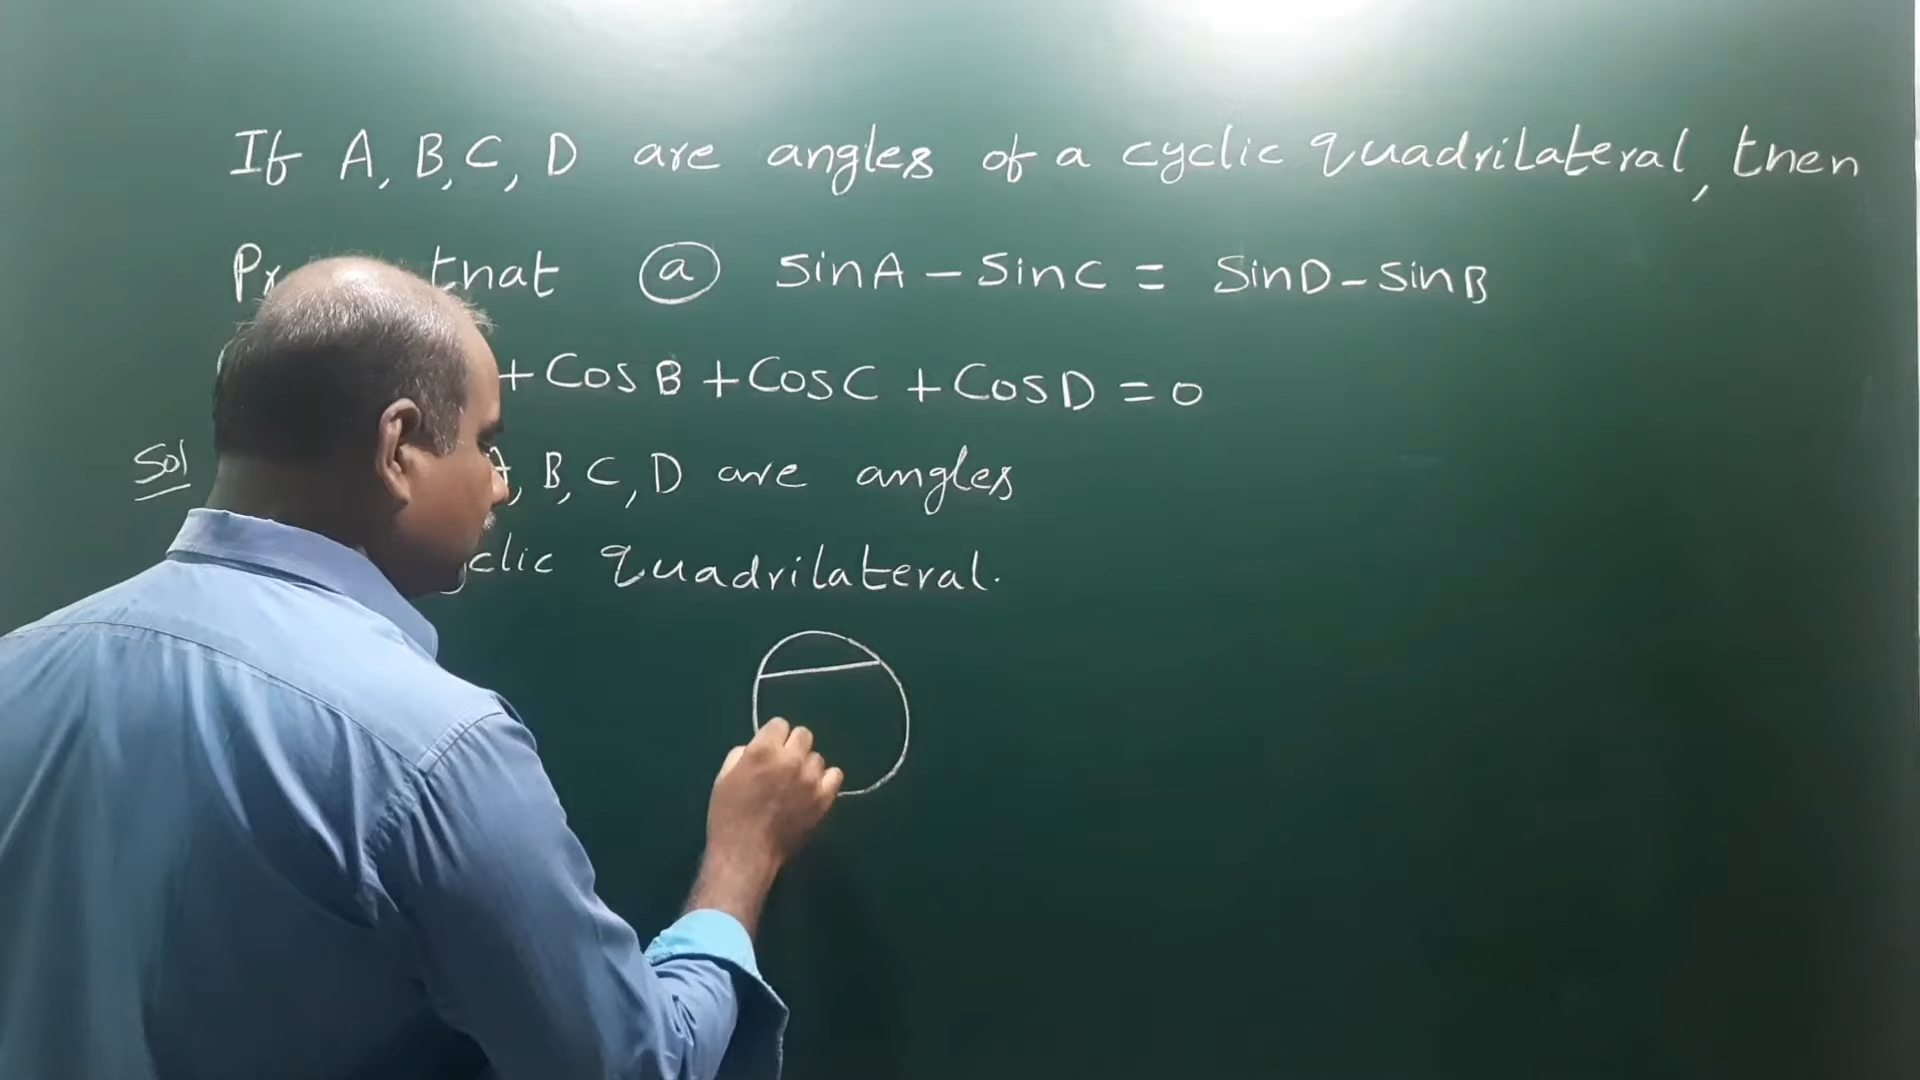 If A, B, C, D are angles of a cyclic quadrilateral, then
that ⓐ SinA – SinC = SinD – SinB
+ CosB + CosC + CosD = 0
Sol A, B, C, D are angles
clic quadrilateral.